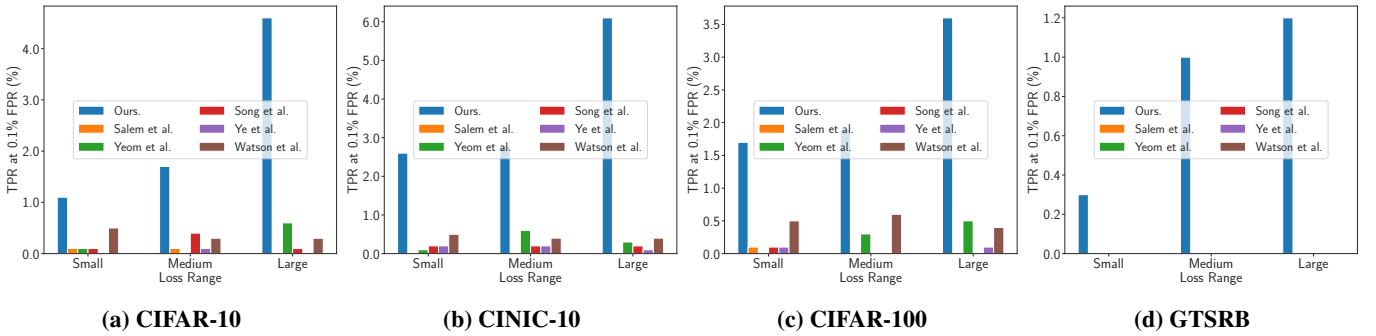 TPR at 0.1% FPR (%)
4.0
3.0
2.0
1.0
0.0
Ours.
Salem et al.
Yeom et al.
Song et al.
Ye et al.
Watson et al.
Small
Medium
Large
Loss Range
(a) CIFAR-10
TPR at 0.1% FPR (%)
6.0
5.0
4.0
3.0
2.0
1.0
0.0
Ours.
Salem et al.
Yeom et al.
Song et al.
Ye et al.
Watson et al.
Small
Medium
Large
Loss Range
(b) CINIC-10
TPR at 0.1% FPR (%)
3.5
3.0
2.5
2.0
1.5
1.0
0.5
0.0
Ours.
Salem et al.
Yeom et al.
Song et al.
Ye et al.
Watson et al.
Small
Medium
Large
Loss Range
(c) CIFAR-100
TPR at 0.1% FPR (%)
1.2
1.0
0.8
0.6
0.4
0.2
0.0
Ours.
Salem et al.
Yeom et al.
Song et al.
Ye et al.
Watson et al.
Small
Medium
Large
Loss Range
(d) GTSRB